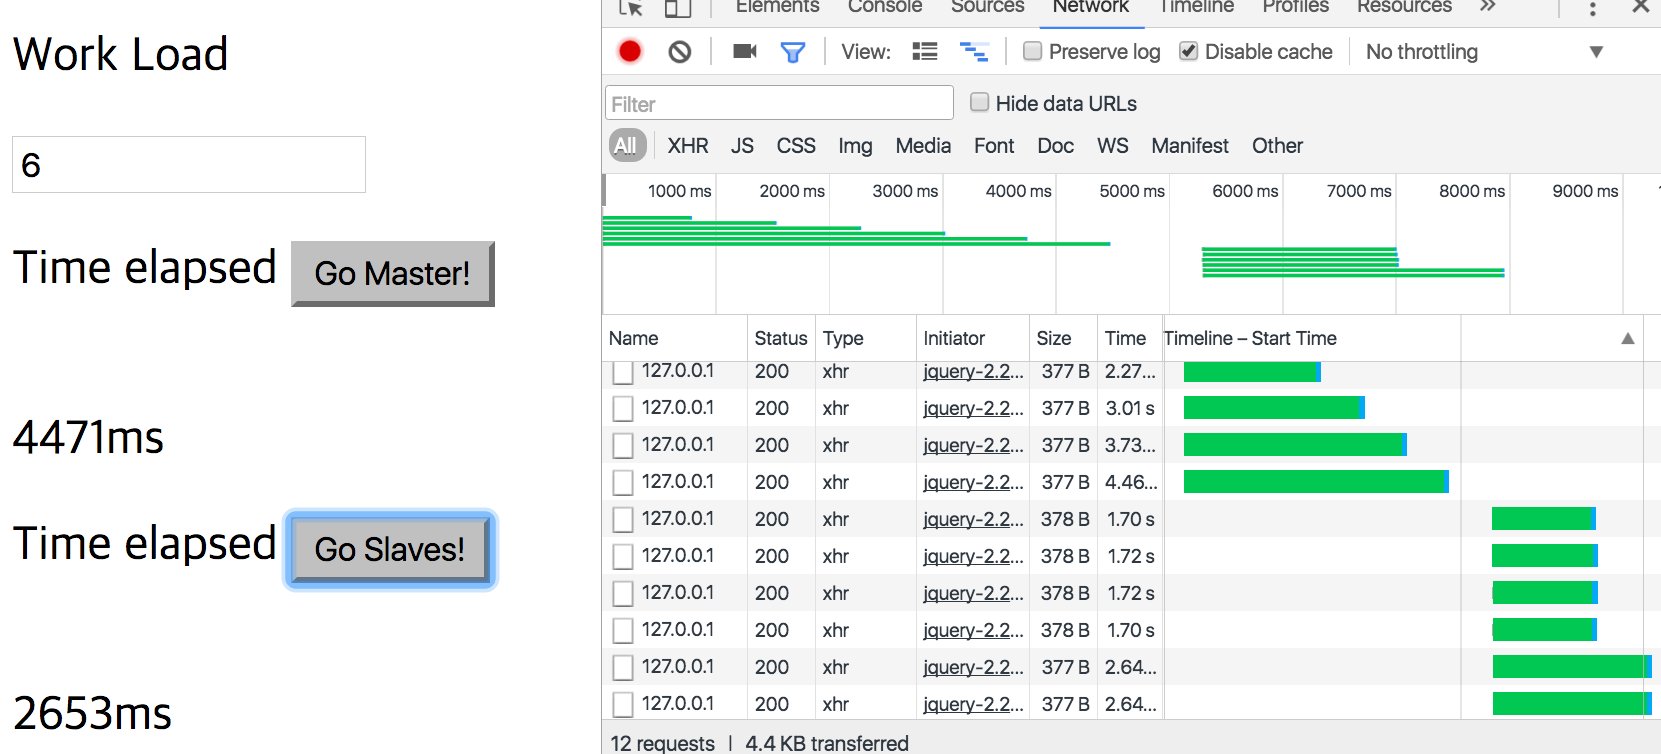 Work Load
6
Time elapsed Go Master!
4471ms
Time elapsed Go Slaves!
2653ms
Elements Console Sources Network Timeline Profiles Resources »
View: Preserve log Disable cache No throttling
Filter Hide data URLs
All XHR JS CSS Img Media Font Doc WS Manifest Other
1000 ms 2000 ms 3000 ms 4000 ms 5000 ms 6000 ms 7000 ms 8000 ms 9000 ms
Name Status Type Initiator Size Time Timeline – Start Time
127.0.0.1 200 xhr jquery-2.2... 377 B 2.27...
127.0.0.1 200 xhr jquery-2.2... 377 B 3.01 s
127.0.0.1 200 xhr jquery-2.2... 377 B 3.73...
127.0.0.1 200 xhr jquery-2.2... 377 B 4.46...
127.0.0.1 200 xhr jquery-2.2... 378 B 1.70 s
127.0.0.1 200 xhr jquery-2.2... 378 B 1.72 s
127.0.0.1 200 xhr jquery-2.2... 378 B 1.72 s
127.0.0.1 200 xhr jquery-2.2... 378 B 1.70 s
127.0.0.1 200 xhr jquery-2.2... 377 B 2.64...
127.0.0.1 200 xhr jquery-2.2... 377 B 2.64...
12 requests | 4.4 KB transferred